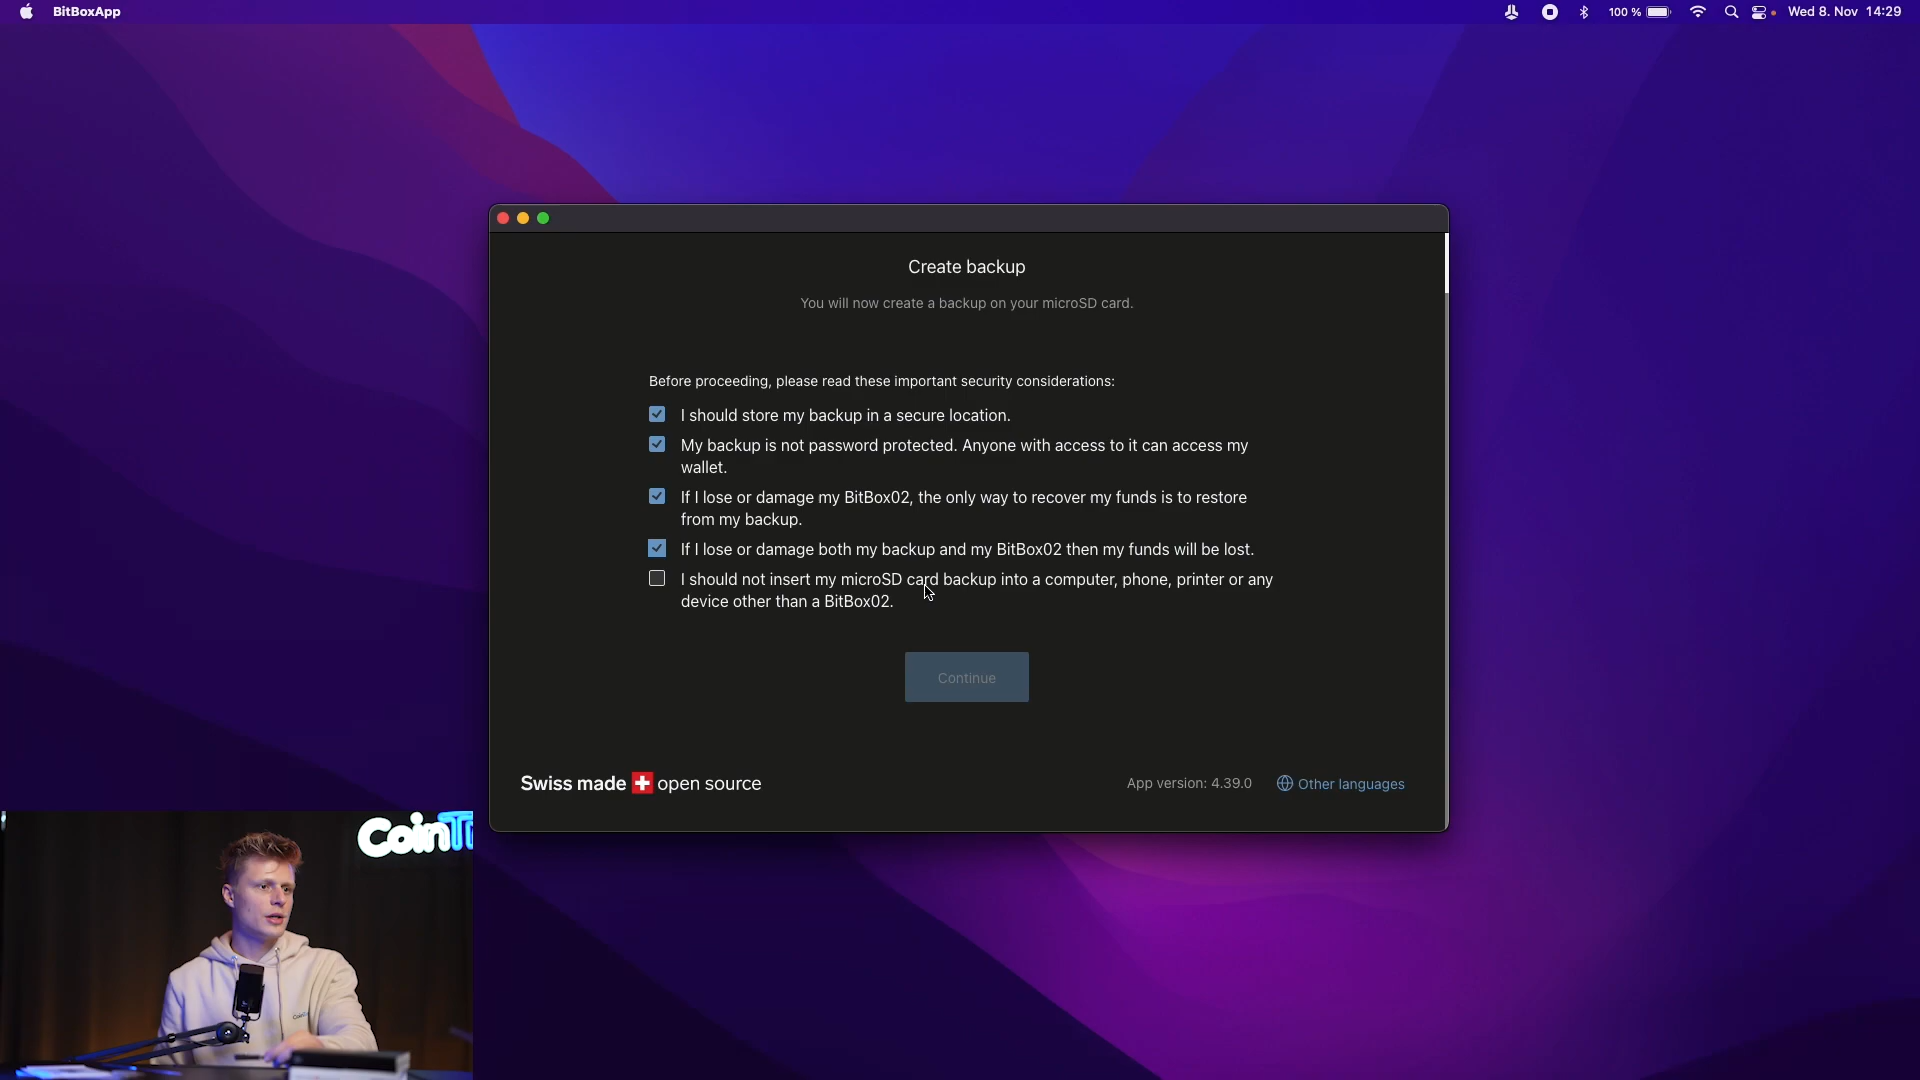 BitBoxApp
100 %
Wed 8. Nov 14:29
Create backup
You will now create a backup on your microSD card.
Before proceeding, please read these important security considerations:
I should store my backup in a secure location.
My backup is not password protected. Anyone with access to it can access my
wallet.
If I lose or damage my BitBox02, the only way to recover my funds is to restore
from my backup.
If I lose or damage both my backup and my BitBox02 then my funds will be lost.
I should not insert my microSD card backup into a computer, phone, printer or any
device other than a BitBox02.
Continue
Swiss made open source
App version: 4.39.0
Other languages